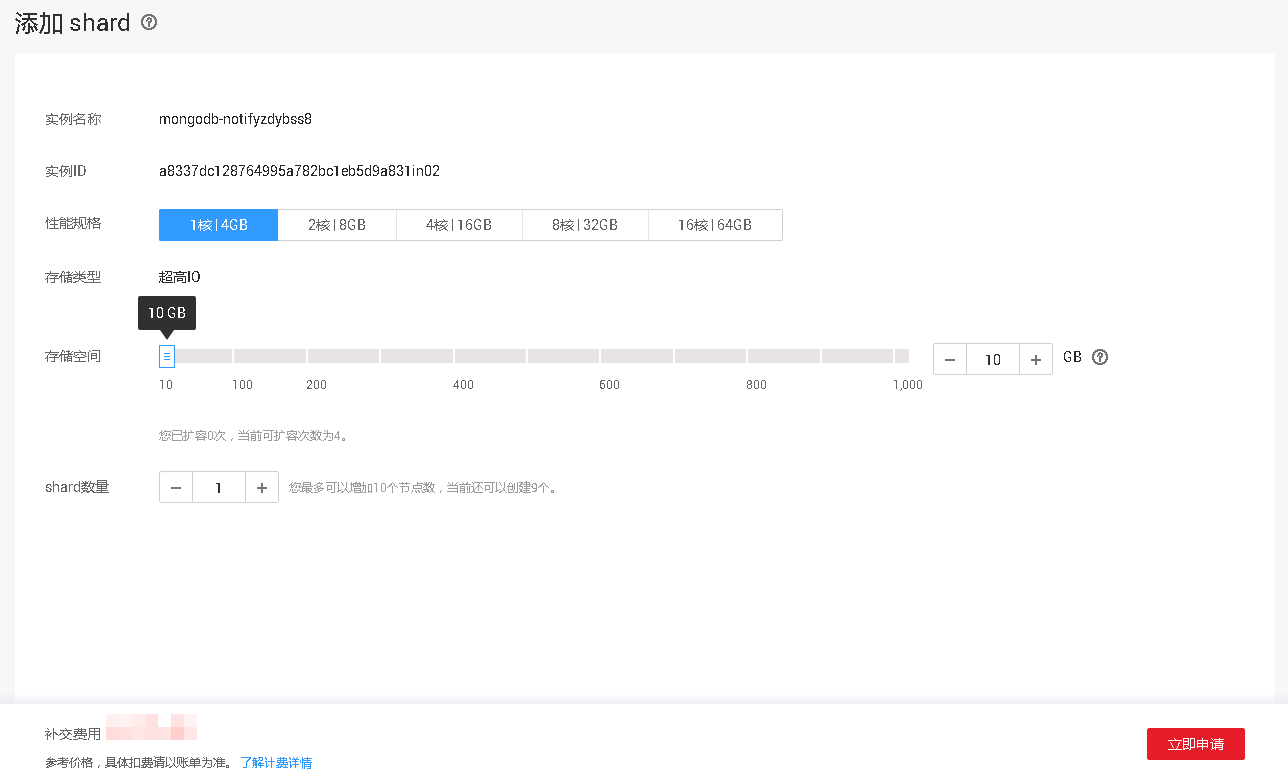 添加 shard ?
实例名称 mongodb-notifyzdybss8
实例ID a8337dc128764995a782bc1eb5d9a831in02
性能规格 1核 | 4GB 2核 | 8GB 4核 | 16GB 8核 | 32GB 16核 | 64GB
存储类型 超高IO
10 GB
存储空间 − 10 + GB ?
10 100 200 400 600 800 1,000
您已扩容0次，当前可扩容次数为4。
shard数量 − 1 + 您最多可以增加10个节点数，当前还可以创建9个。
补交费用
参考价格，具体扣费请以账单为准。 了解计费详情
立即申请